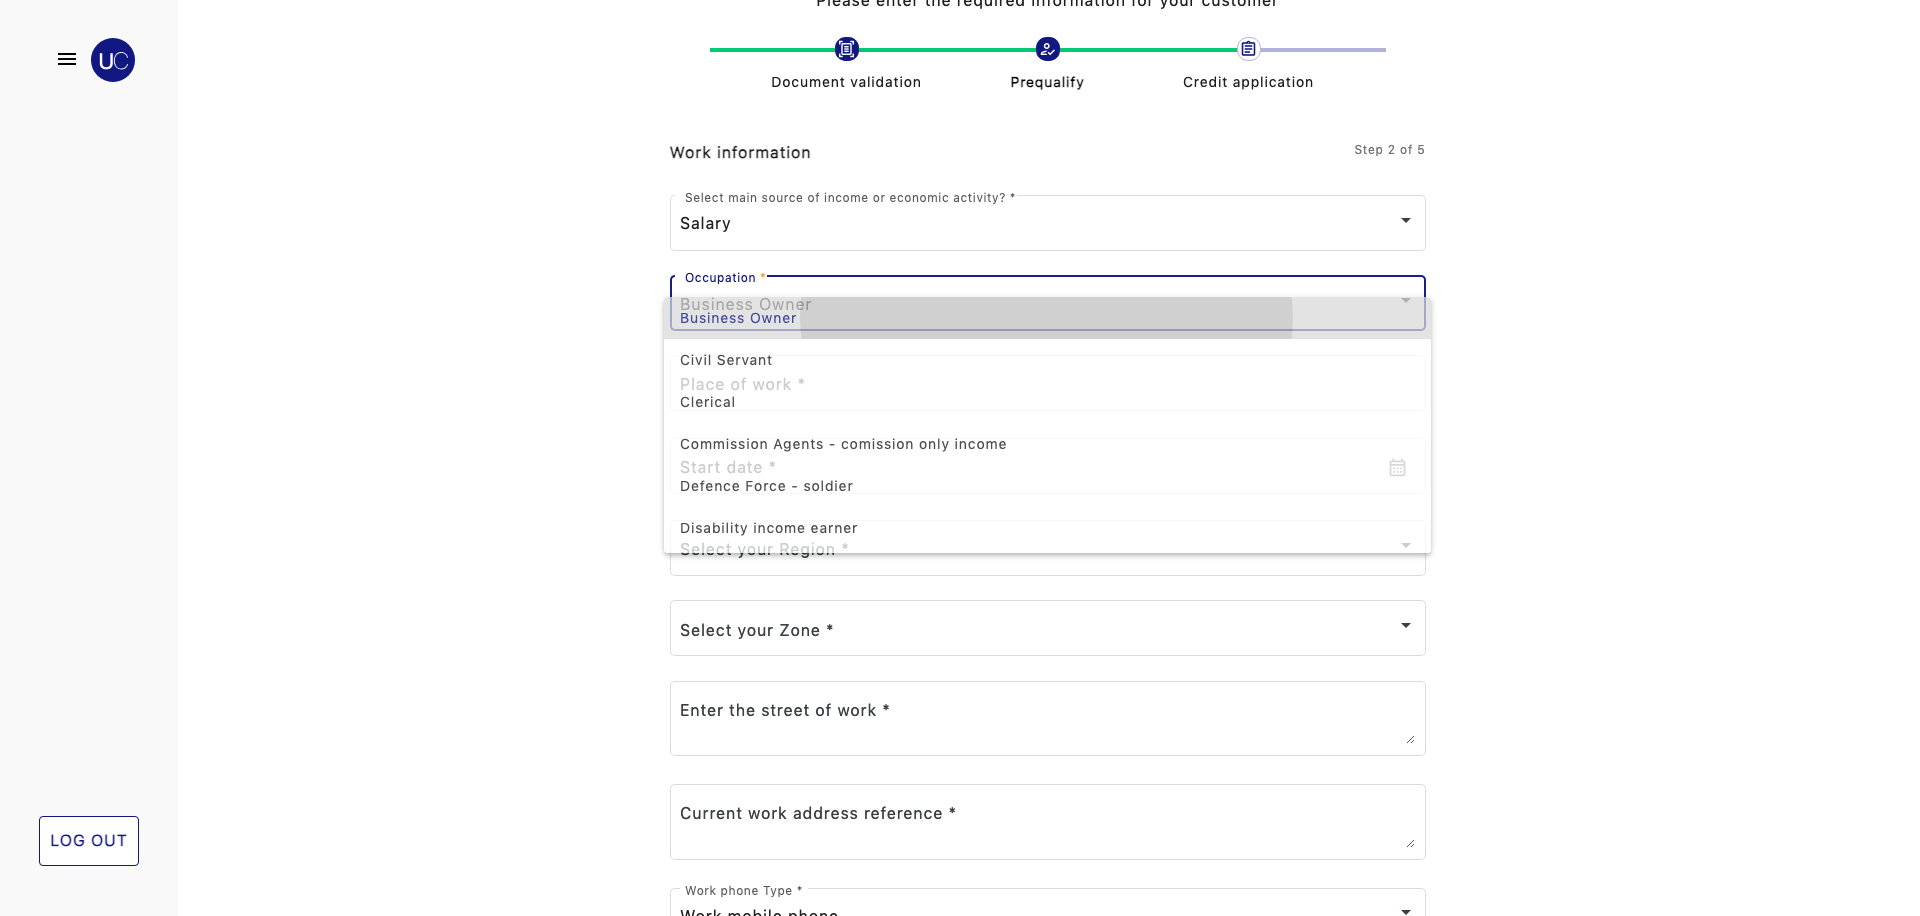 Please enter the required information for your customer
UC
Document validation
Prequalify
Credit application
Work information
Step 2 of 5
Select main source of income or economic activity? *
Salary
Occupation *
Business Owner
Business Owner
Civil Servant
Place of work *
Clerical
Commission Agents - comission only income
Start date *
Defence Force - soldier
Disability income earner
Select your Region *
Select your Zone *
Enter the street of work *
Current work address reference *
LOG OUT
Work phone Type *
Work mobile phone